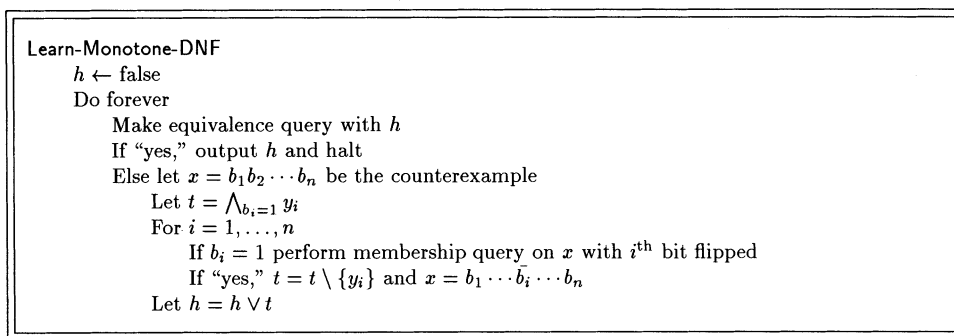 Learn-Monotone-DNF
h ← false
Do forever
Make equivalence query with h
If “yes,” output h and halt
Else let x = b₁b₂ ⋯ bₙ be the counterexample
Let t = ⋀_{bᵢ=1} yᵢ
For i = 1, . . . , n
If bᵢ = 1 perform membership query on x with iᵗʰ bit flipped
If “yes,” t = t \ {yᵢ} and x = b₁ ⋯ b̄ᵢ ⋯ bₙ
Let h = h ∨ t